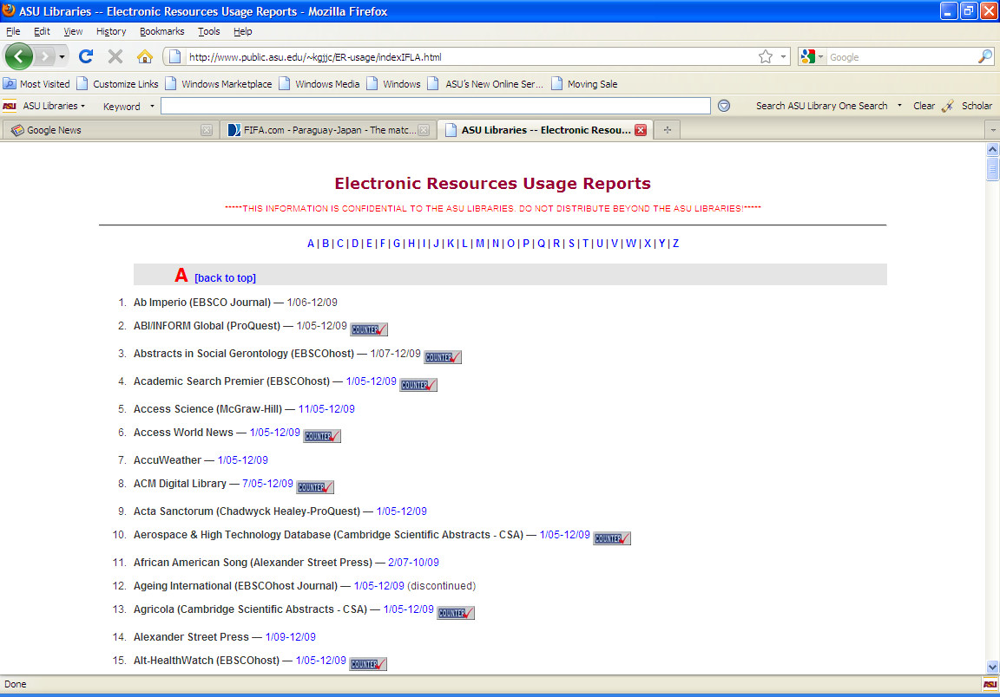 ASU Libraries -- Electronic Resources Usage Reports - Mozilla Firefox
File Edit View History Bookmarks Tools Help
http://www.public.asu.edu/~kgjjc/ER-usage/indexIFLA.html Google
Most Visited Customize Links Windows Marketplace Windows Media Windows ASU's New Online Ser... Moving Sale
ASU ASU Libraries Keyword Search ASU Library One Search Clear Scholar
Google News FIFA.com - Paraguay-Japan - The matc... ASU Libraries -- Electronic Resou...
Electronic Resources Usage Reports
*****THIS INFORMATION IS CONFIDENTIAL TO THE ASU LIBRARIES. DO NOT DISTRIBUTE BEYOND THE ASU LIBRARIES!*****
A | B | C | D | E | F | G | H | I | J | K | L | M | N | O | P | Q | R | S | T | U | V | W | X | Y | Z
A [back to top]
1. Ab Imperio (EBSCO Journal) — 1/06-12/09
2. ABI/INFORM Global (ProQuest) — 1/05-12/09 COUNTER
3. Abstracts in Social Gerontology (EBSCOhost) — 1/07-12/09 COUNTER
4. Academic Search Premier (EBSCOhost) — 1/05-12/09 COUNTER
5. Access Science (McGraw-Hill) — 11/05-12/09
6. Access World News — 1/05-12/09 COUNTER
7. AccuWeather — 1/05-12/09
8. ACM Digital Library — 7/05-12/09 COUNTER
9. Acta Sanctorum (Chadwyck Healey-ProQuest) — 1/05-12/09
10. Aerospace & High Technology Database (Cambridge Scientific Abstracts - CSA) — 1/05-12/09 COUNTER
11. African American Song (Alexander Street Press) — 2/07-10/09
12. Ageing International (EBSCOhost Journal) — 1/05-12/09 (discontinued)
13. Agricola (Cambridge Scientific Abstracts - CSA) — 1/05-12/09 COUNTER
14. Alexander Street Press — 1/09-12/09
15. Alt-HealthWatch (EBSCOhost) — 1/05-12/09 COUNTER
Done ASU